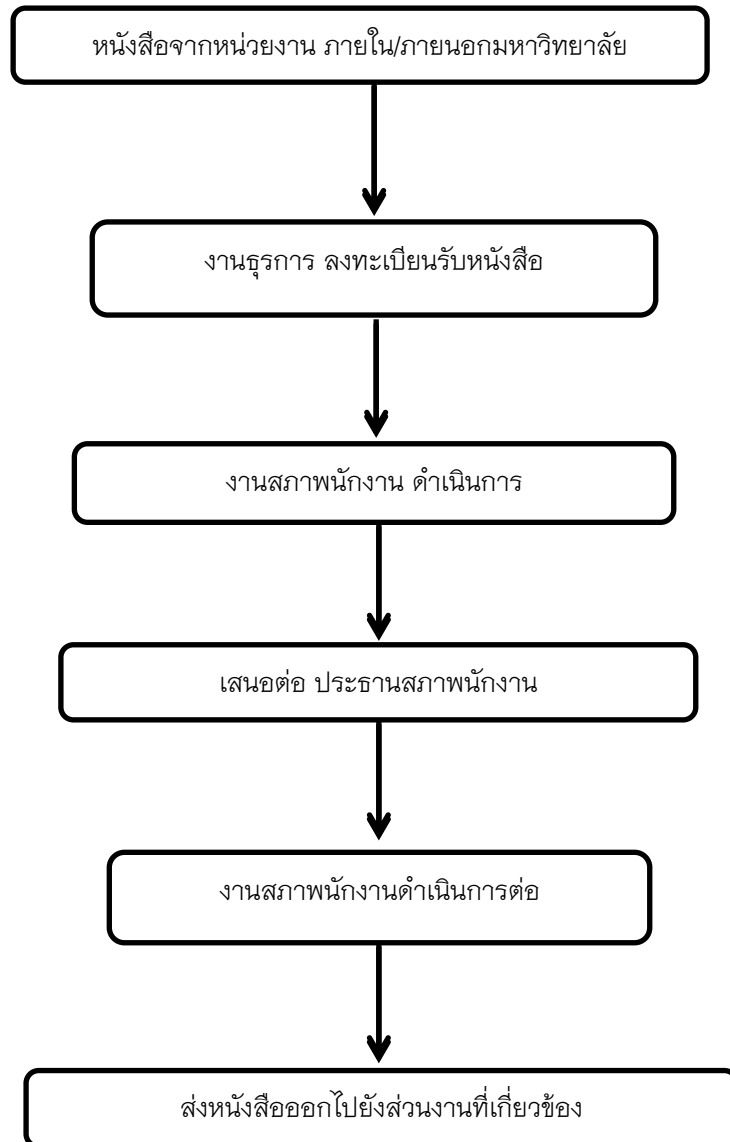 หนังสือจากหน่วยงาน ภายใน/ภายนอกมหาวิทยาลัย
งานธุรการ ลงทะเบียนรับหนังสือ
งานสภาพนักงาน ดำเนินการ
เสนอต่อ ประธานสภาพนักงาน
งานสภาพนักงานดำเนินการต่อ
ส่งหนังสือออกไปยังส่วนงานที่เกี่ยวข้อง